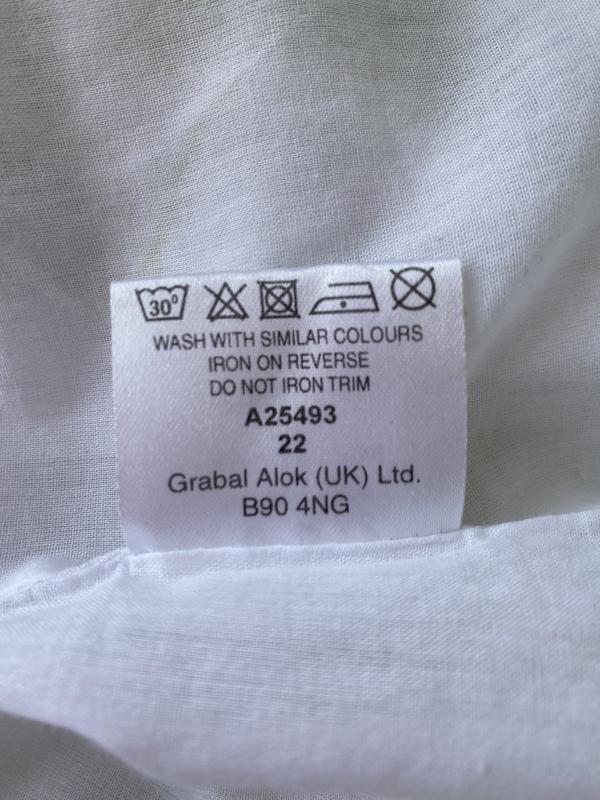 30°
WASH WITH SIMILAR COLOURS
IRON ON REVERSE
DO NOT IRON TRIM
A25493
22
Grabal Alok (UK) Ltd.
B90 4NG